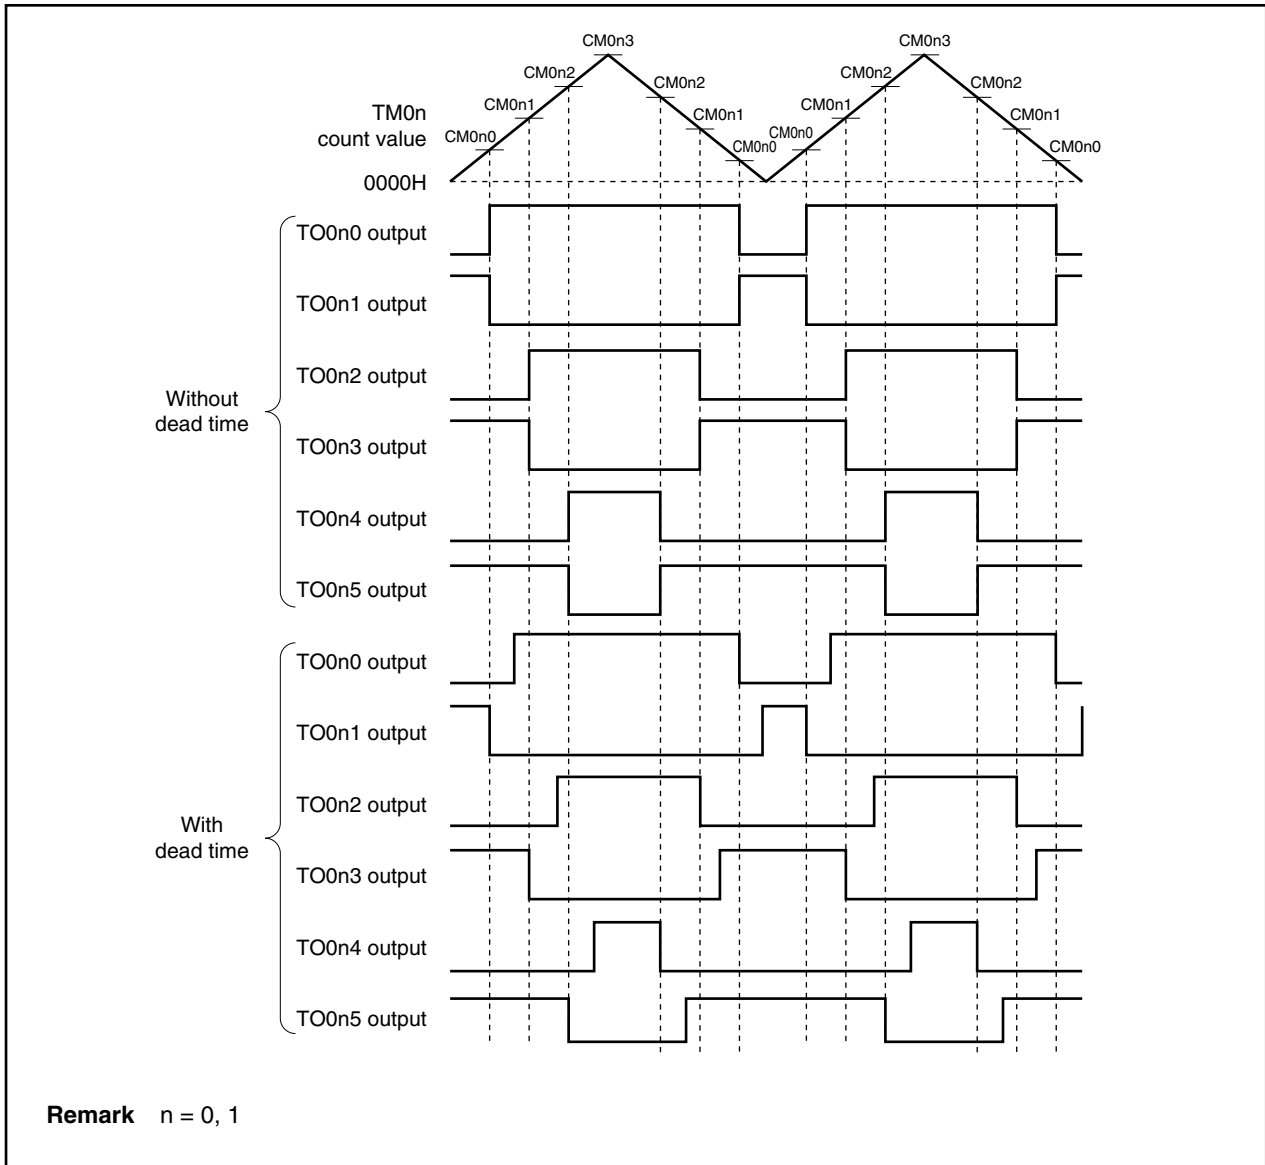 CM0n3 CM0n3
CM0n2 CM0n2 CM0n2 CM0n2
CM0n1 CM0n1 CM0n1 CM0n1
CM0n0 CM0n0 CM0n0 CM0n0
TM0n
count value
0000H
Without
dead time
TO0n0 output
TO0n1 output
TO0n2 output
TO0n3 output
TO0n4 output
TO0n5 output
With
dead time
TO0n0 output
TO0n1 output
TO0n2 output
TO0n3 output
TO0n4 output
TO0n5 output
Remark n = 0, 1